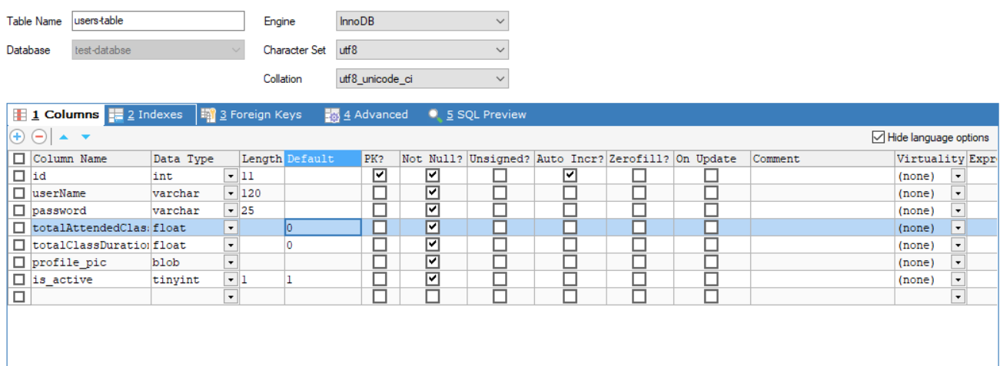 Table Name users-table Engine InnoDB
Database test-databse Character Set utf8
Collation utf8_unicode_ci
1 Columns 2 Indexes 3 Foreign Keys 4 Advanced 5 SQL Preview
Hide language options
Column Name Data Type Length Default PK? Not Null? Unsigned? Auto Incr? Zerofill? On Update Comment Virtuality Expr
id int 11 (none)
userName varchar 120 (none)
password varchar 25 (none)
totalAttendedClas float 0 (none)
totalClassDuration float 0 (none)
profile_pic blob (none)
is_active tinyint 1 1 (none)